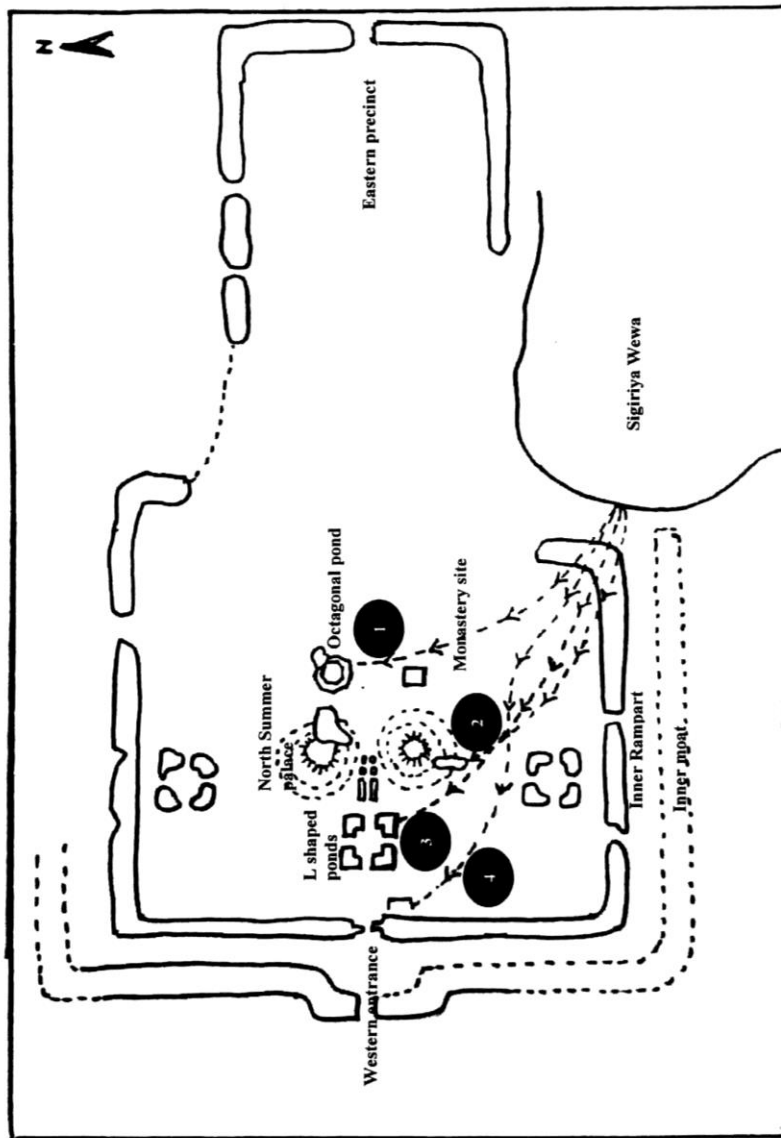 N
Eastern precinct
Sigiriya Wewa
Octagonal pond
1
Monastery site
North Summer
palace
2
L shaped
ponds
3
4
Inner Rampart
Inner moat
Western entrance